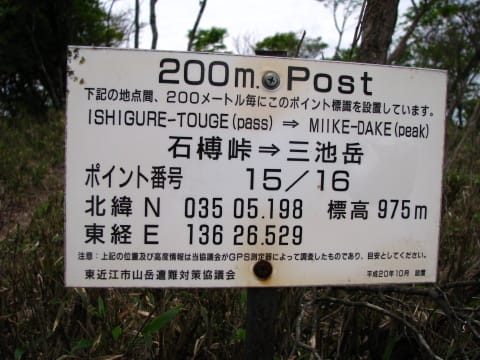 200m. Post
下記の地点間、200メートル毎にこのポイント標識を設置しています。
ISHIGURE-TOUGE(pass) ⇒ MIIKE-DAKE(peak)
石榑峠⇒三池岳
ポイント番号 15/16
北緯N 035 05.198 標高 975m
東経E 136 26.529
注意:上記の位置及び高度情報は当協議会がGPS測定器によって調査したものであり、目安としてください。
東近江市山岳遭難対策協議会 平成20年10月 設置